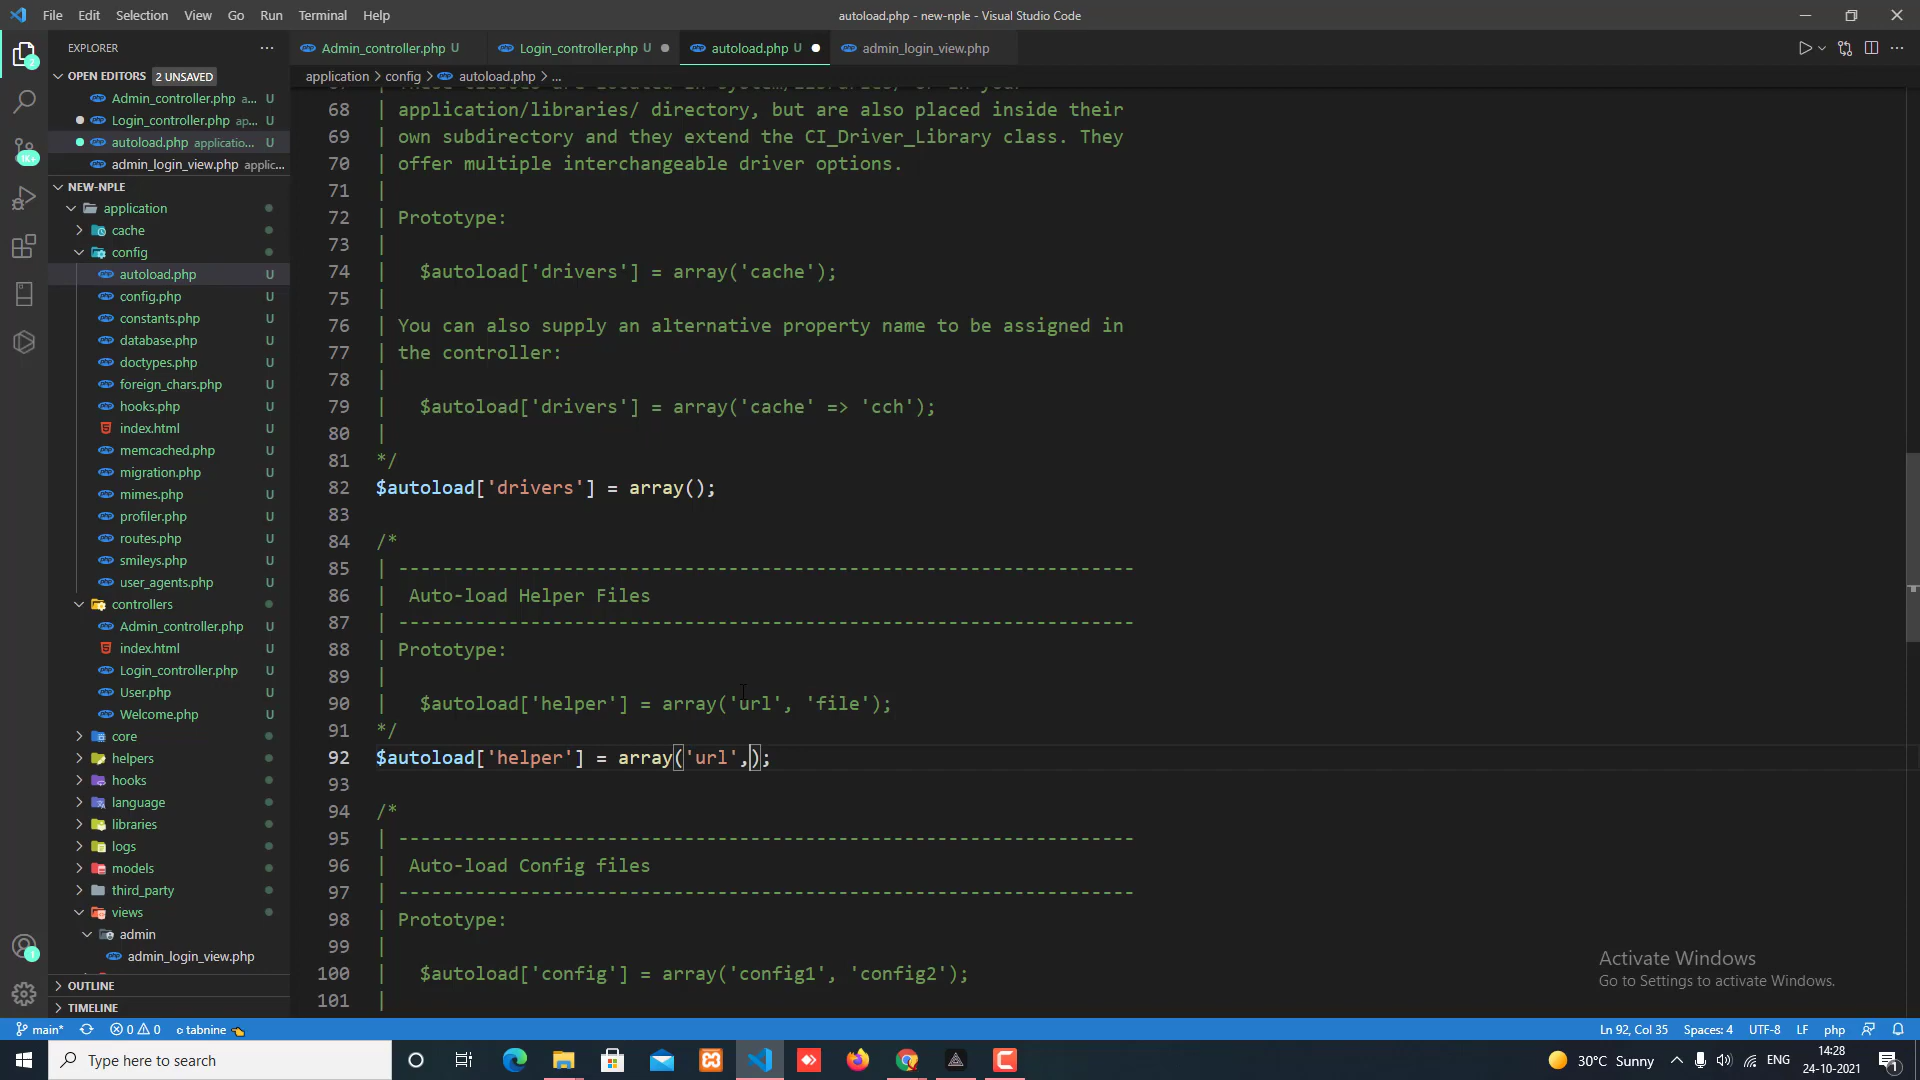 File Edit Selection View Go Run Terminal Help
autoload.php - new-nple - Visual Studio Code
EXPLORER
Admin_controller.php U
Login_controller.php U
autoload.php U
admin_login_view.php
OPEN EDITORS 2 UNSAVED
application > config > autoload.php > ...
Admin_controller.php a... U
Login_controller.php ap... U
autoload.php applicatio... U
admin_login_view.php applic...
NEW-NPLE
application
cache
config
autoload.php U
config.php U
constants.php U
database.php U
doctypes.php U
foreign_chars.php U
hooks.php U
index.html U
memcached.php U
migration.php U
mimes.php U
profiler.php U
routes.php U
smileys.php U
user_agents.php U
controllers
Admin_controller.php U
index.html U
Login_controller.php U
User.php U
Welcome.php U
core
helpers
hooks
language
libraries
logs
models
third_party
views
admin
admin_login_view.php
OUTLINE
TIMELINE
68 | application/libraries/ directory, but are also placed inside their
69 | own subdirectory and they extend the CI_Driver_Library class. They
70 | offer multiple interchangeable driver options.
71 |
72 | Prototype:
73 |
74 | $autoload['drivers'] = array('cache');
75 |
76 | You can also supply an alternative property name to be assigned in
77 | the controller:
78 |
79 | $autoload['drivers'] = array('cache' => 'cch');
80 |
81 */
82 $autoload['drivers'] = array();
83
84 /*
85 | -------------------------------------------------------------------
86 | Auto-load Helper Files
87 | -------------------------------------------------------------------
88 | Prototype:
89 |
90 | $autoload['helper'] = array('url', 'file');
91 */
92 $autoload['helper'] = array('url',);
93
94 /*
95 | -------------------------------------------------------------------
96 | Auto-load Config files
97 | -------------------------------------------------------------------
98 | Prototype:
99 |
100 | $autoload['config'] = array('config1', 'config2');
101 |
Activate Windows
Go to Settings to activate Windows.
main* 0 0 c tabnine
Ln 92, Col 35 Spaces: 4 UTF-8 LF php
Type here to search
30°C Sunny
ENG
14:28
24-10-2021
1